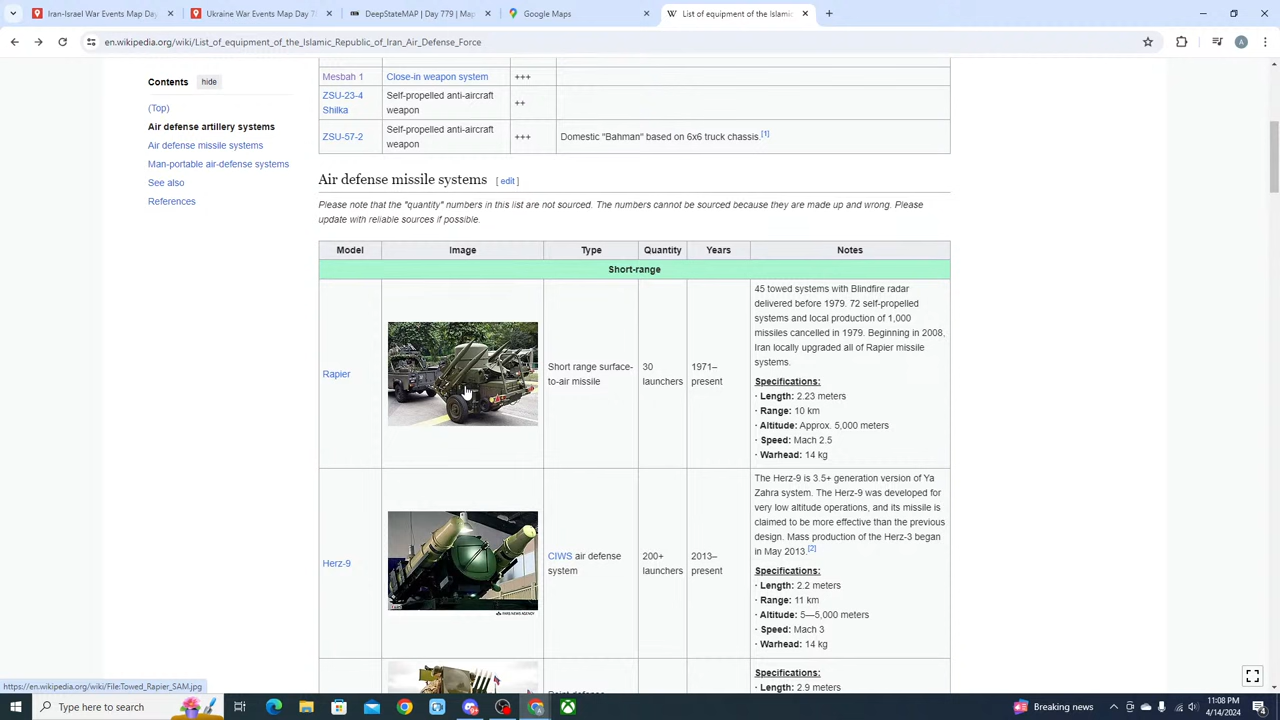 Iran-Israel War Events Map Day
Ukraine War Events Map Day 7
DeepStateMAP | Day 779 | Map
Google Maps
List of equipment of the Islamic
en.wikipedia.org/wiki/List_of_equipment_of_the_Islamic_Republic_of_Iran_Air_Defense_Force
A
Contents hide
(Top)
Air defense artillery systems
Air defense missile systems
Man-portable air-defense systems
See also
References
Mesbah 1 Close-in weapon system +++
ZSU-23-4 Shilka Self-propelled anti-aircraft weapon ++
ZSU-57-2 Self-propelled anti-aircraft weapon +++ Domestic "Bahman" based on 6x6 truck chassis.[1]
Air defense missile systems [ edit ]
Please note that the "quantity" numbers in this list are not sourced. The numbers cannot be sourced because they are made up and wrong. Please
update with reliable sources if possible.
Model Image Type Quantity Years Notes
Short-range
Rapier
Short range surface-
to-air missile
30
launchers
1971–
present
45 towed systems with Blindfire radar
delivered before 1979. 72 self-propelled
systems and local production of 1,000
missiles cancelled in 1979. Beginning in 2008,
Iran locally upgraded all of Rapier missile
systems.
Specifications:
· Length: 2.23 meters
· Range: 10 km
· Altitude: Approx. 5,000 meters
· Speed: Mach 2.5
· Warhead: 14 kg
Herz-9
FARS NEWS AGENCY
CIWS air defense
system
200+
launchers
2013–
present
The Herz-9 is 3.5+ generation version of Ya
Zahra system. The Herz-9 was developed for
very low altitude operations, and its missile is
claimed to be more effective than the previous
design. Mass production of the Herz-3 began
in May 2013.[2]
Specifications:
· Length: 2.2 meters
· Range: 11 km
· Altitude: 5—5,000 meters
· Speed: Mach 3
· Warhead: 14 kg
Specifications:
· Length: 2.9 meters
https://en.wikipedia.org/wiki/File:Towed_Rapier_SAM.jpg
Type here to search
Breaking news
11:08 PM
4/14/2024